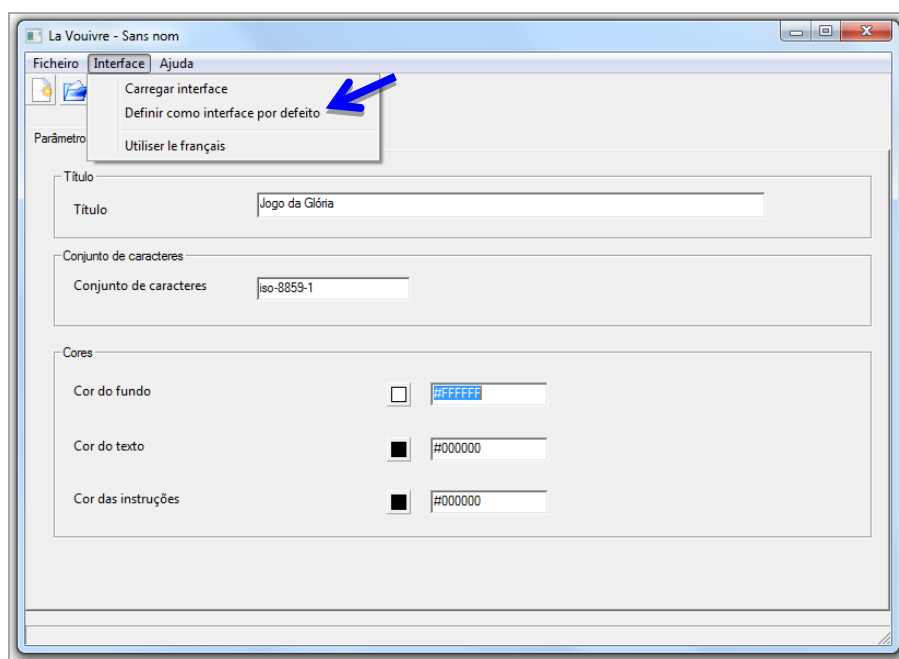 La Vouivre - Sans nom
Ficheiro Interface Ajuda
Carregar interface
Definir como interface por defeito
Utiliser le français
Parâmetro
Título
Título Jogo da Glória
Conjunto de caracteres
Conjunto de caracteres iso-8859-1
Cores
Cor do fundo #FFFFFF
Cor do texto #000000
Cor das instruções #000000